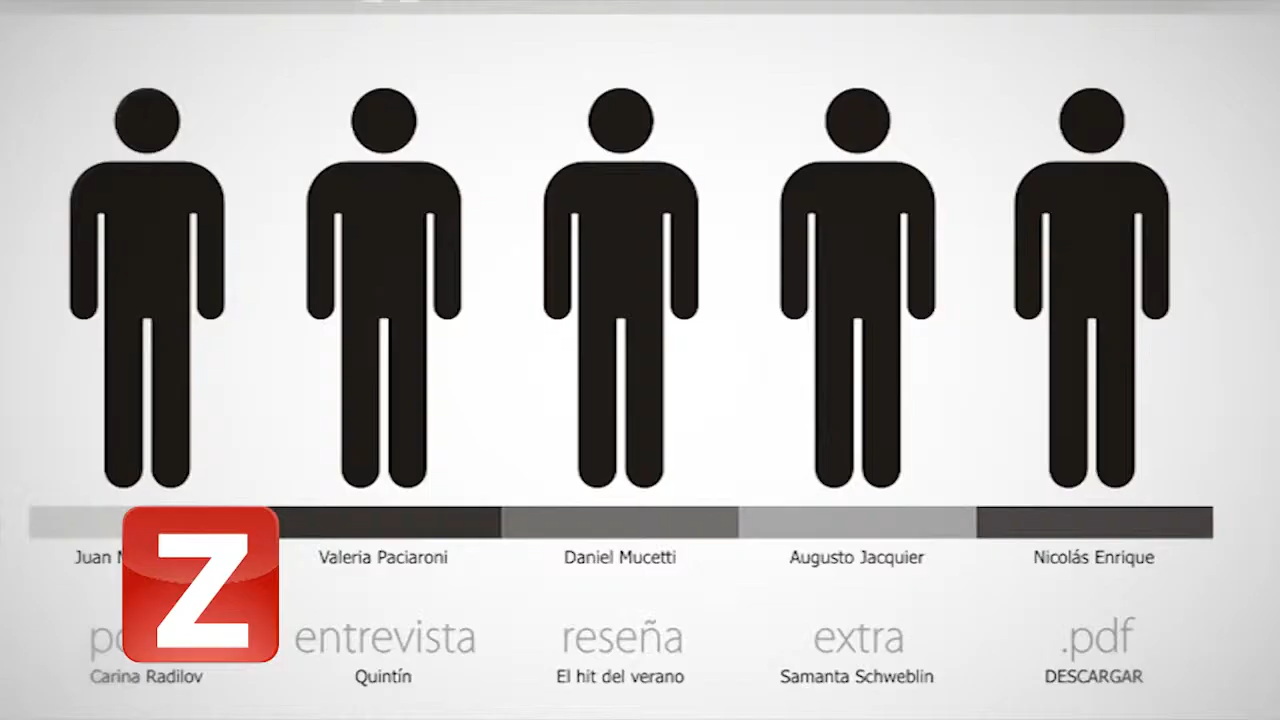 Juan
Valeria Paciaroni
Daniel Mucetti
Augusto Jacquier
Nicolás Enrique
Z
entrevista
reseña
extra
.pdf
Carina Radilov
Quintín
El hit del verano
Samanta Schweblin
DESCARGAR